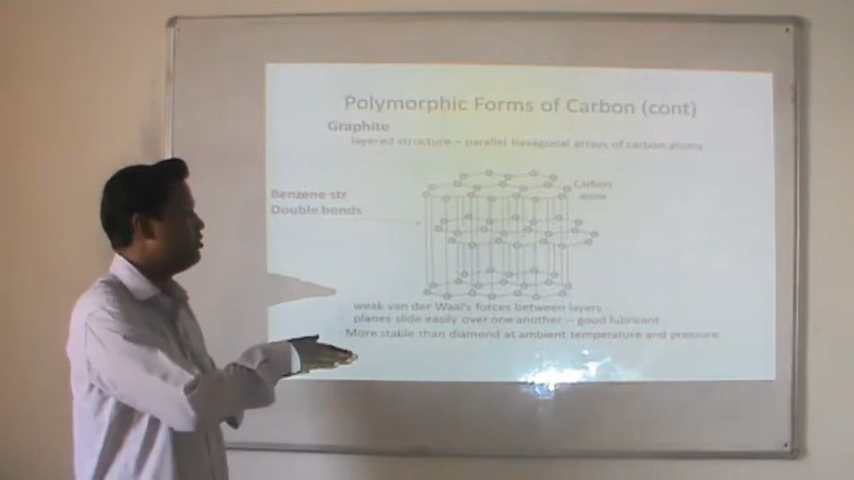 Polymorphic Forms of Carbon (cont)
Graphite
layered structure – parallel hexagonal arrays of carbon atoms
Benzene str
Double bonds
Carbon
atoms
weak van der Waal's forces between layers
planes slide easily over one another – good lubricant
More stable than diamond at ambient temperature and pressure